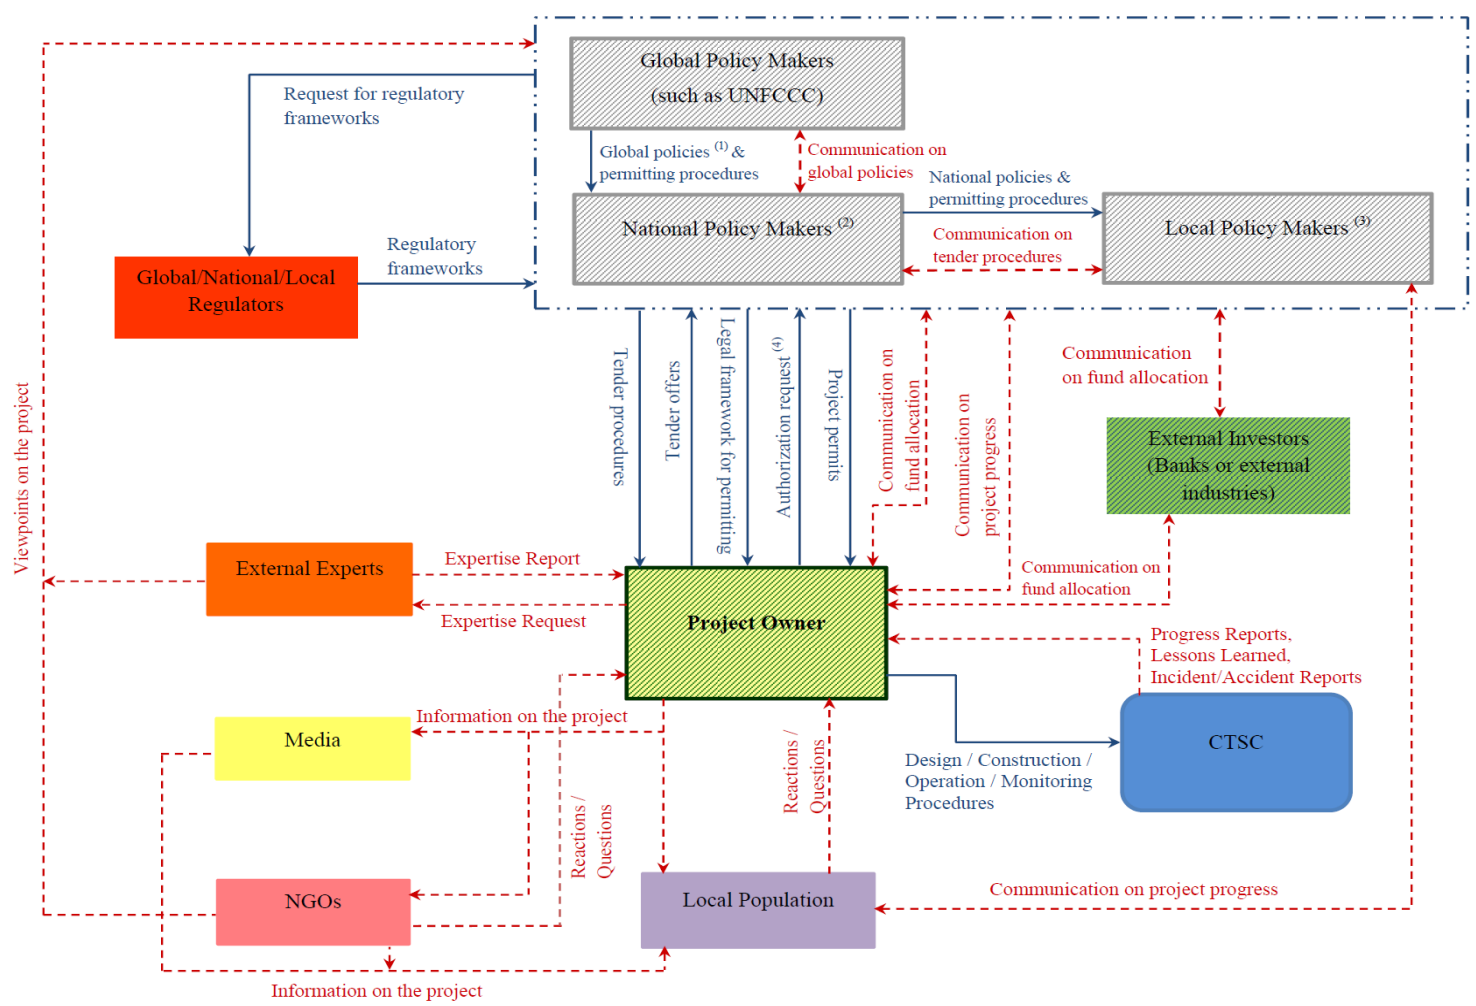 Global Policy Makers
(such as UNFCCC)
Request for regulatory
frameworks
Global policies (1) &
permitting procedures
Communication on
global policies
National policies &
permitting procedures
National Policy Makers (2)
Local Policy Makers (3)
Communication on
tender procedures
Regulatory
frameworks
Global/National/Local
Regulators
Tender procedures
Tender offers
Legal framework for permitting
Authorization request (4)
Project permits
Communication on
fund allocation
Communication on
project progress
Communication
on fund allocation
External Investors
(Banks or external
industries)
Viewpoints on the project
External Experts
Expertise Report
Expertise Request
Communication on
fund allocation
Project Owner
Progress Reports,
Lessons Learned,
Incident/Accident Reports
Information on the project
Media
CTSC
Design / Construction /
Operation / Monitoring
Procedures
Reactions /
Questions
Reactions /
Questions
NGOs
Local Population
Communication on project progress
Information on the project